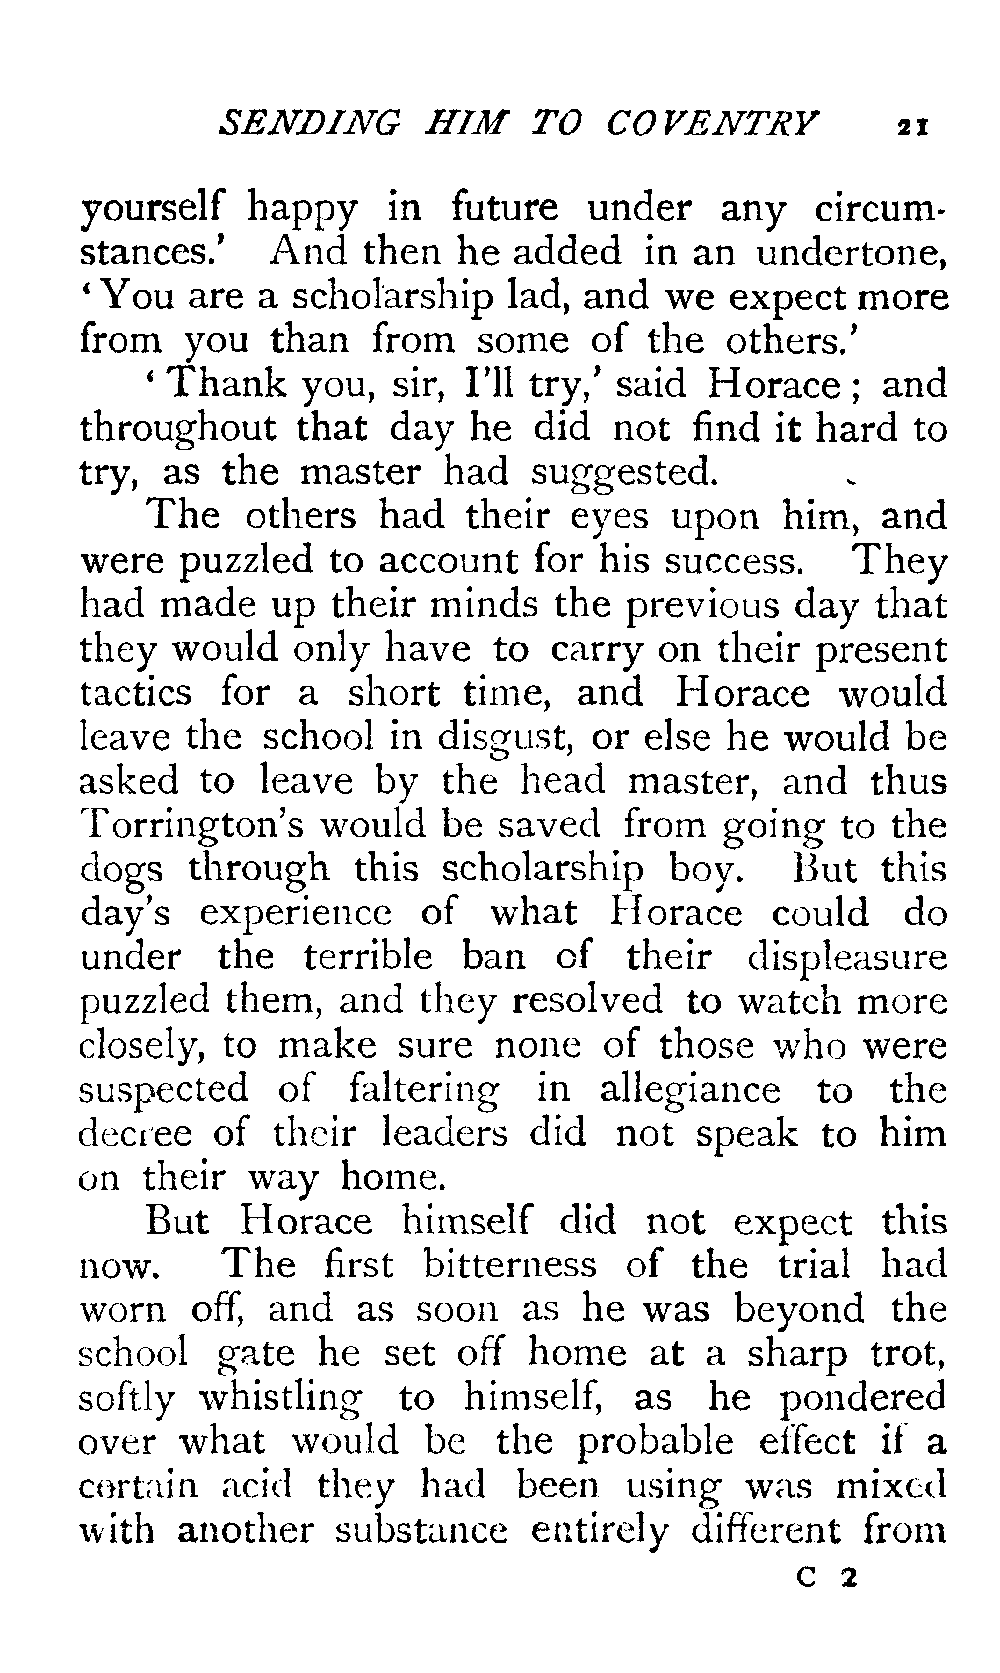 SENDING HIM TO COVENTRY 21
yourself happy in future under any circum-
stances.' And then he added in an undertone,
'You are a scholarship lad, and we expect more
from you than from some of the others.'
'Thank you, sir, I'll try,' said Horace; and
throughout that day he did not find it hard to
try, as the master had suggested.
The others had their eyes upon him, and
were puzzled to account for his success. They
had made up their minds the previous day that
they would only have to carry on their present
tactics for a short time, and Horace would
leave the school in disgust, or else he would be
asked to leave by the head master, and thus
Torrington's would be saved from going to the
dogs through this scholarship boy. But this
day's experience of what Horace could do
under the terrible ban of their displeasure
puzzled them, and they resolved to watch more
closely, to make sure none of those who were
suspected of faltering in allegiance to the
decree of their leaders did not speak to him
on their way home.
But Horace himself did not expect this
now. The first bitterness of the trial had
worn off, and as soon as he was beyond the
school gate he set off home at a sharp trot,
softly whistling to himself, as he pondered
over what would be the probable effect if a
certain acid they had been using was mixed
with another substance entirely different from
C 2